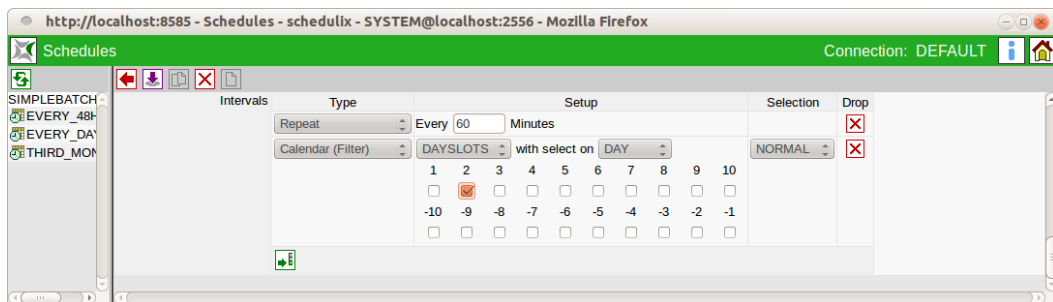 http://localhost:8585 - Schedules - schedulix - SYSTEM@localhost:2556 - Mozilla Firefox
Schedules
Connection: DEFAULT
SIMPLEBATCH
EVERY_48H
EVERY_DAY
THIRD_MON
Intervals Type Setup Selection Drop
Repeat Every 60 Minutes
Calendar (Filter) DAYSLOTS with select on DAY NORMAL
1 2 3 4 5 6 7 8 9 10
-10 -9 -8 -7 -6 -5 -4 -3 -2 -1